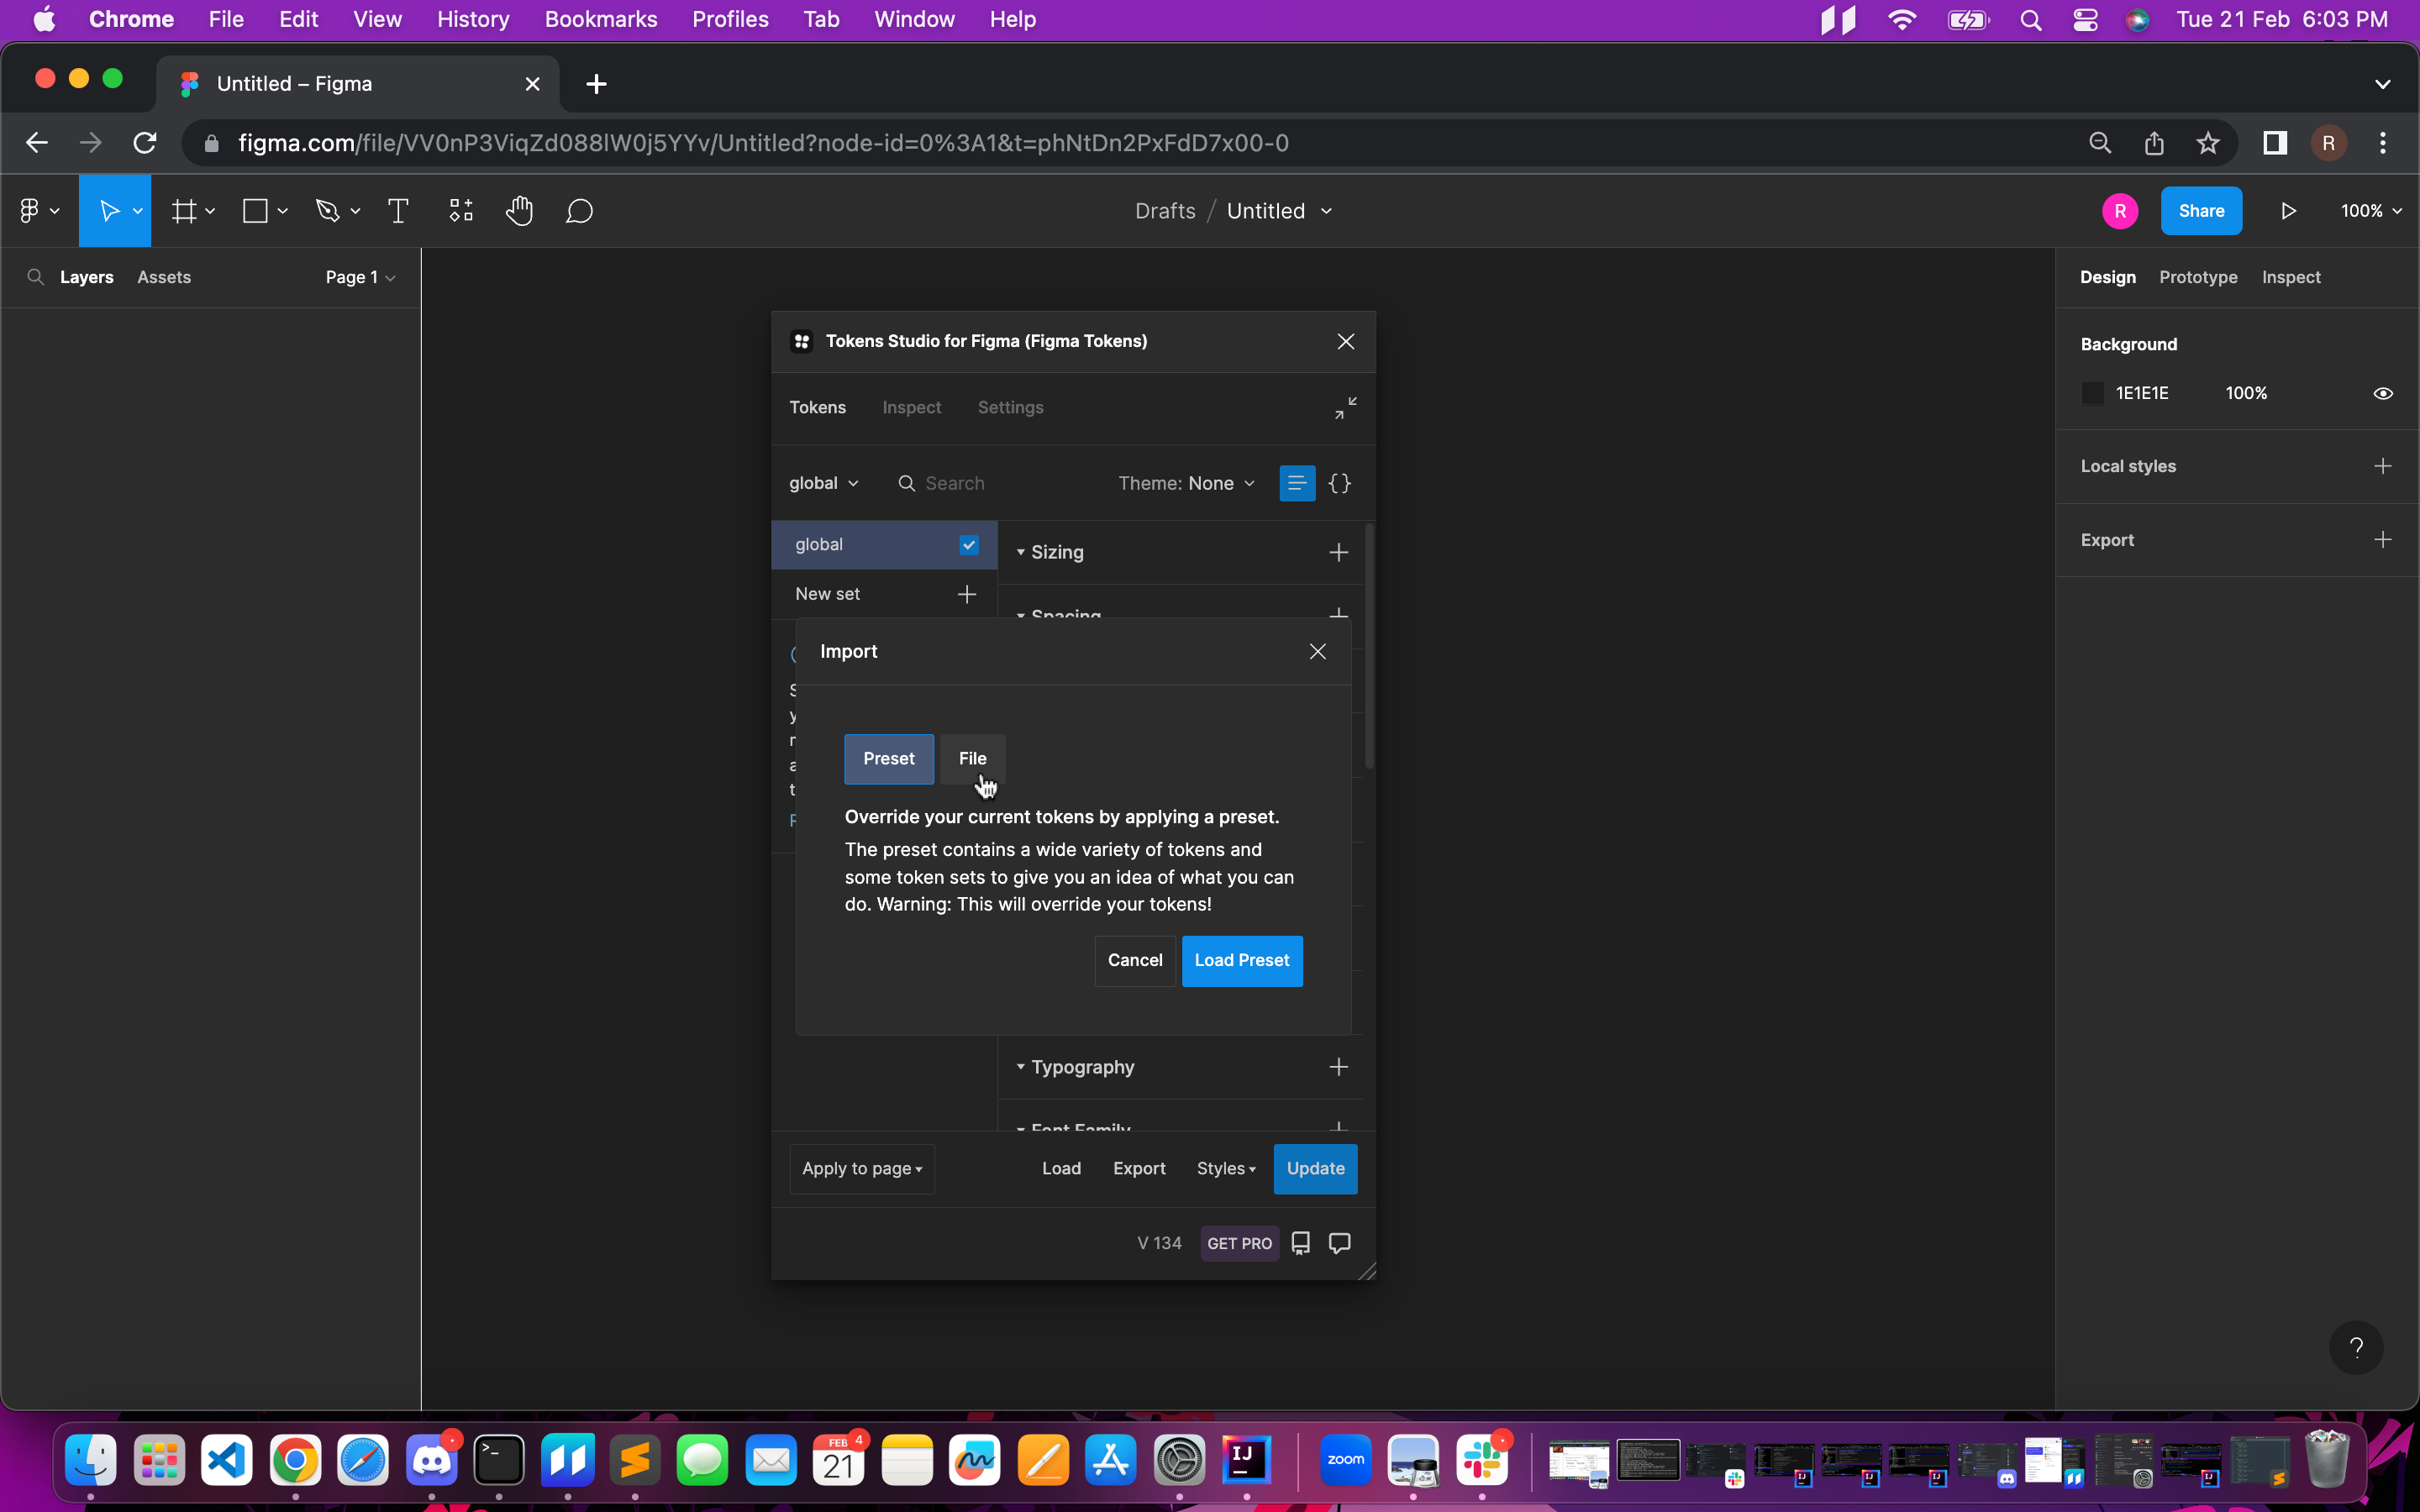 Chrome File Edit View History Bookmarks Profiles Tab Window Help Tue 21 Feb 6:03 PM
Untitled – Figma
figma.com/file/VV0nP3ViqZd088lW0j5YYv/Untitled?node-id=0%3A1&t=phNtDn2PxFdD7x00-0 R
Drafts / Untitled R Share 100%
Layers Assets Page 1 Design Prototype Inspect
Tokens Studio for Figma (Figma Tokens) Background
1E1E1E 100%
Tokens Inspect Settings
Local styles
global Search Theme: None
Export
global Sizing
New set Spacing
Import
Preset File
Override your current tokens by applying a preset.
The preset contains a wide variety of tokens and
some token sets to give you an idea of what you can
do. Warning: This will override your tokens!
Cancel Load Preset
Typography
Font Family
Apply to page Load Export Styles Update
V 134 GET PRO
?
FEB 4
21
IJ
zoom